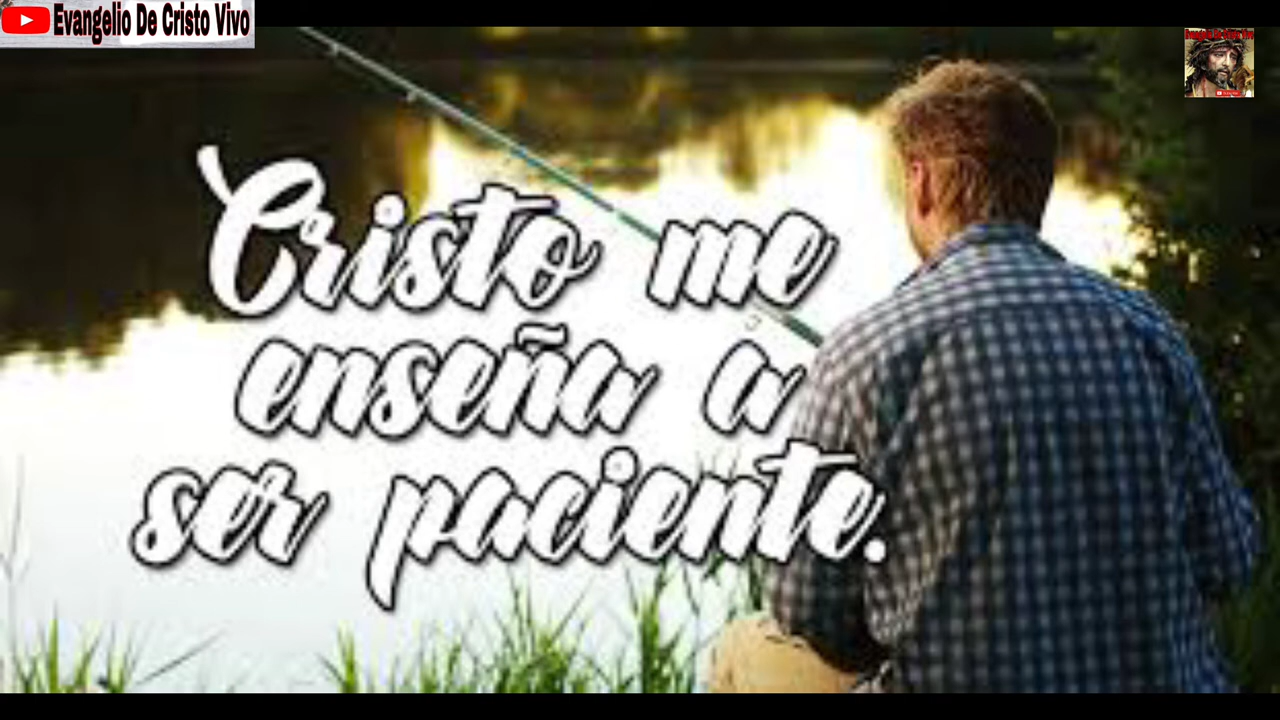 Evangelio De Cristo Vivo
Cristo me
enseña a
ser paciente.